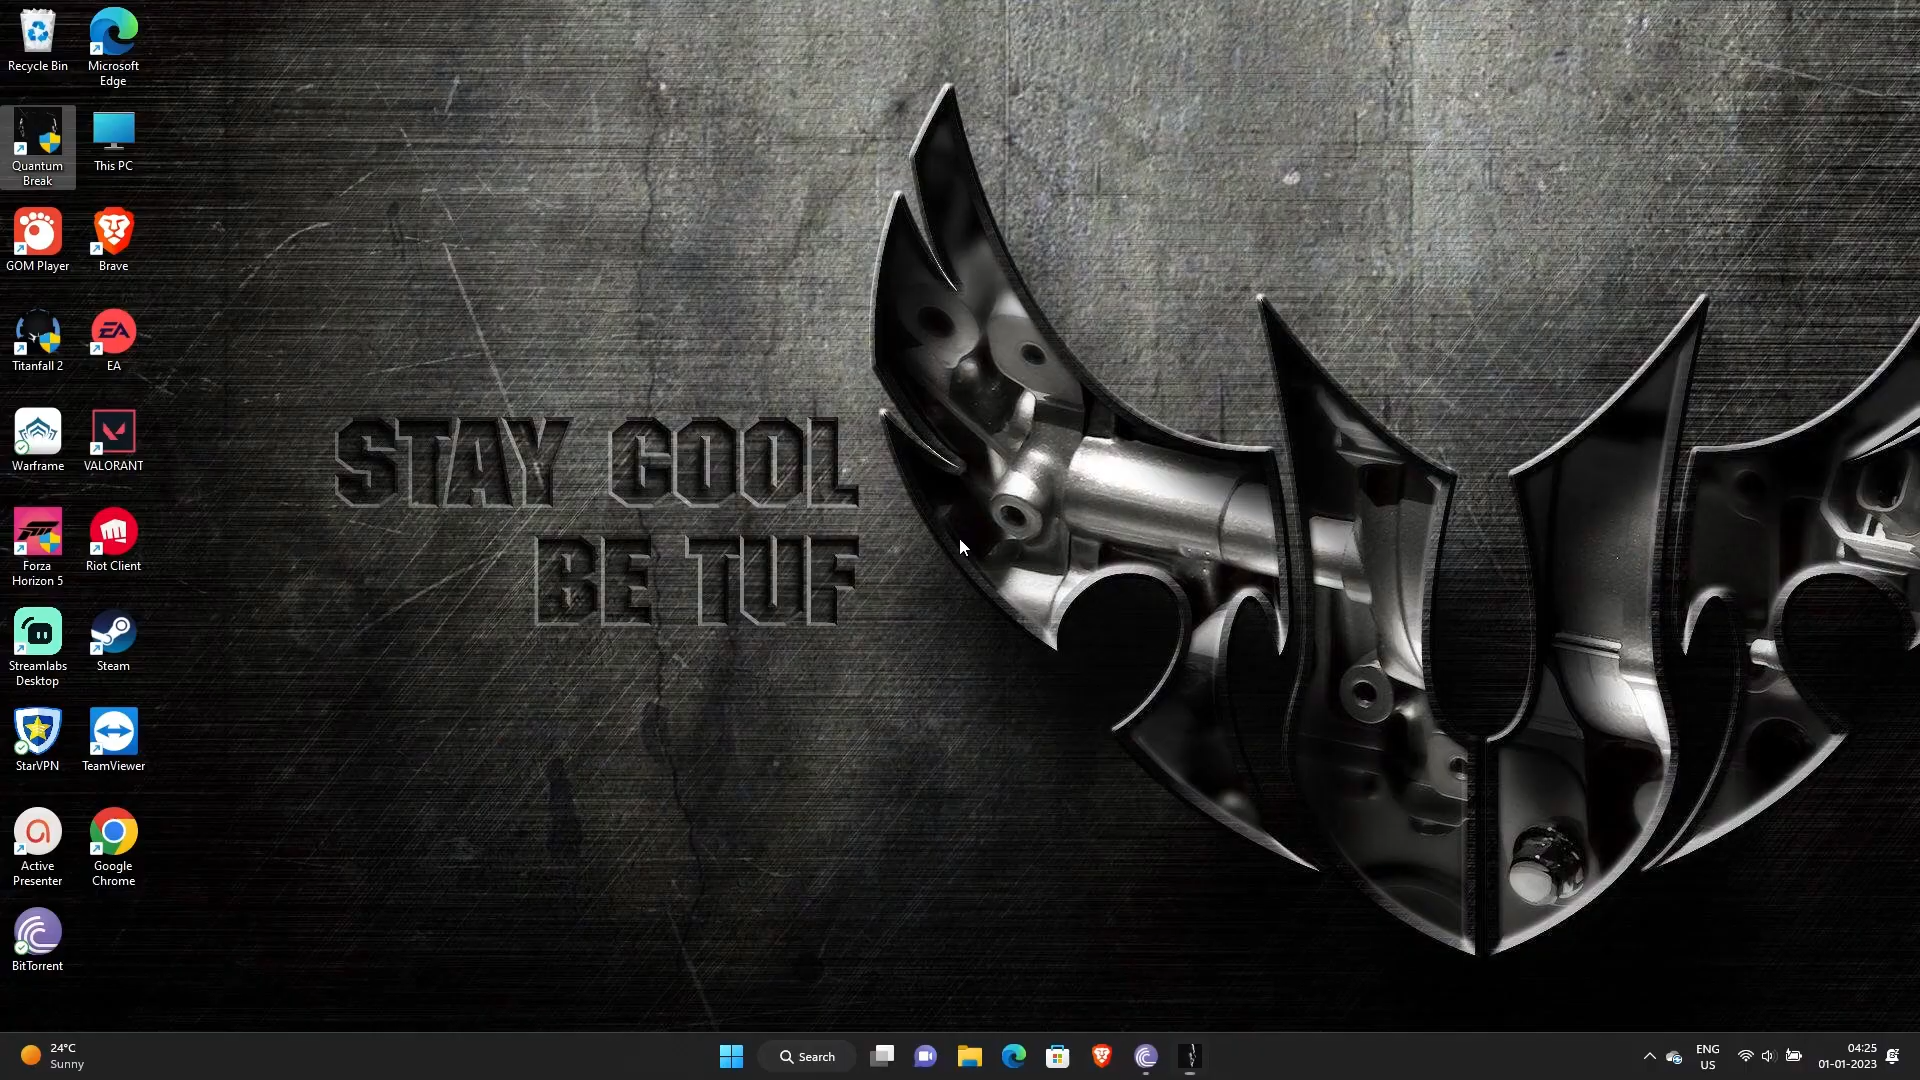 Recycle Bin
Microsoft
Edge
Quantum
Break
This PC
GOM Player
Brave
Titanfall 2
EA
EA
Warframe
VALORANT
Forza
Horizon 5
Riot Client
Streamlabs
Desktop
Steam
StarVPN
TeamViewer
Active
Presenter
Google
Chrome
BitTorrent
STAY COOL
BE TUF
24°C
Sunny
Search
ENG
US
04:25
01-01-2023